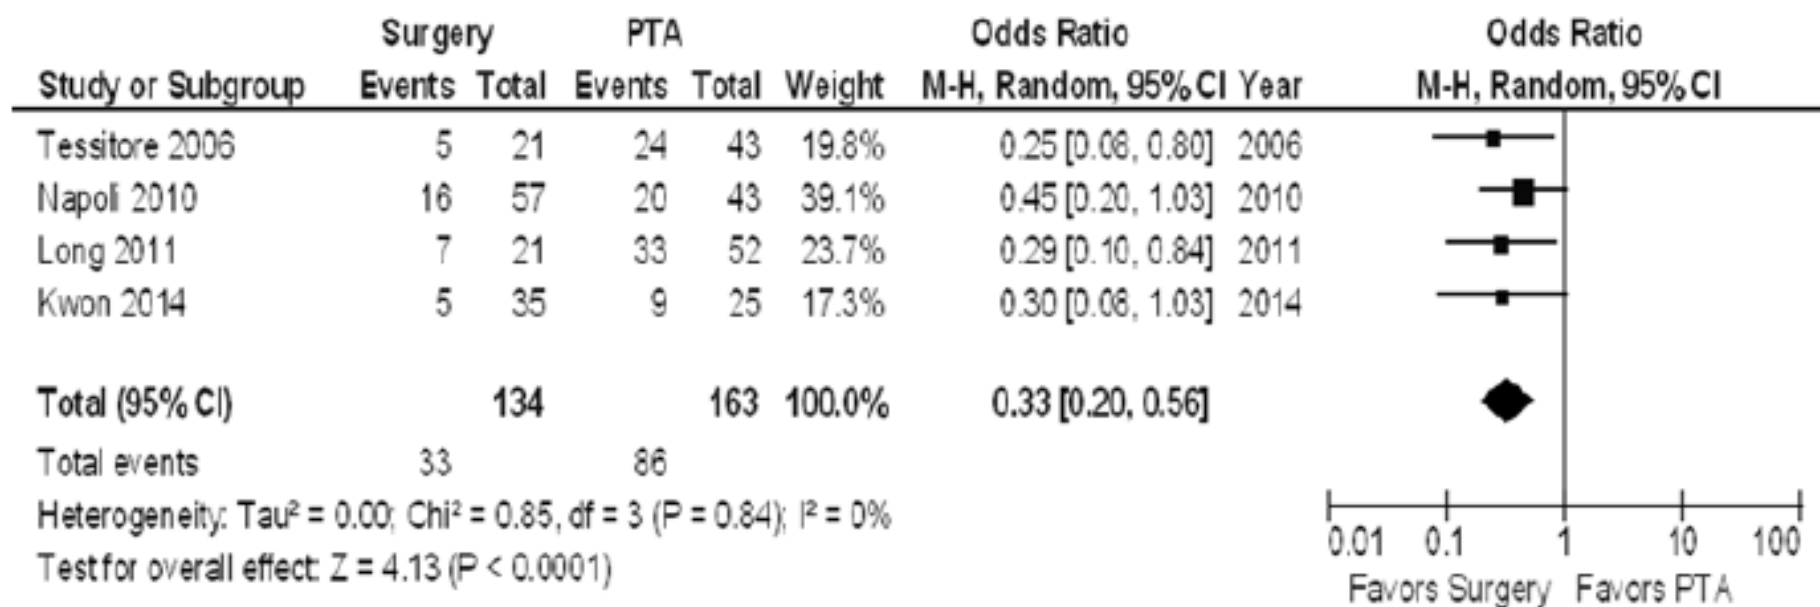 Surgery PTA Odds Ratio Odds Ratio
Study or Subgroup Events Total Events Total Weight M-H, Random, 95% CI Year M-H, Random, 95% CI
Tessitore 2006 5 21 24 43 19.8% 0.25 [0.08, 0.80] 2006
Napoli 2010 16 57 20 43 39.1% 0.45 [0.20, 1.03] 2010
Long 2011 7 21 33 52 23.7% 0.29 [0.10, 0.84] 2011
Kwon 2014 5 35 9 25 17.3% 0.30 [0.08, 1.03] 2014
Total (95% CI) 134 163 100.0% 0.33 [0.20, 0.56]
Total events 33 86
Heterogeneity: Tau² = 0.00; Chi² = 0.85, df = 3 (P = 0.84); I² = 0%
Test for overall effect: Z = 4.13 (P < 0.0001)
0.01 0.1 1 10 100
Favors Surgery Favors PTA